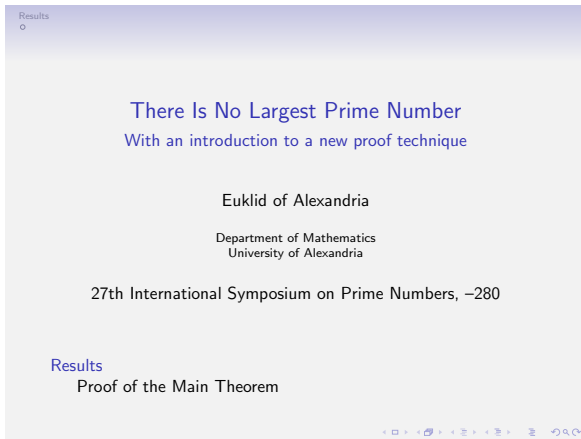 Results
There Is No Largest Prime Number
With an introduction to a new proof technique
Euklid of Alexandria
Department of Mathematics
University of Alexandria
27th International Symposium on Prime Numbers, –280
Results
Proof of the Main Theorem